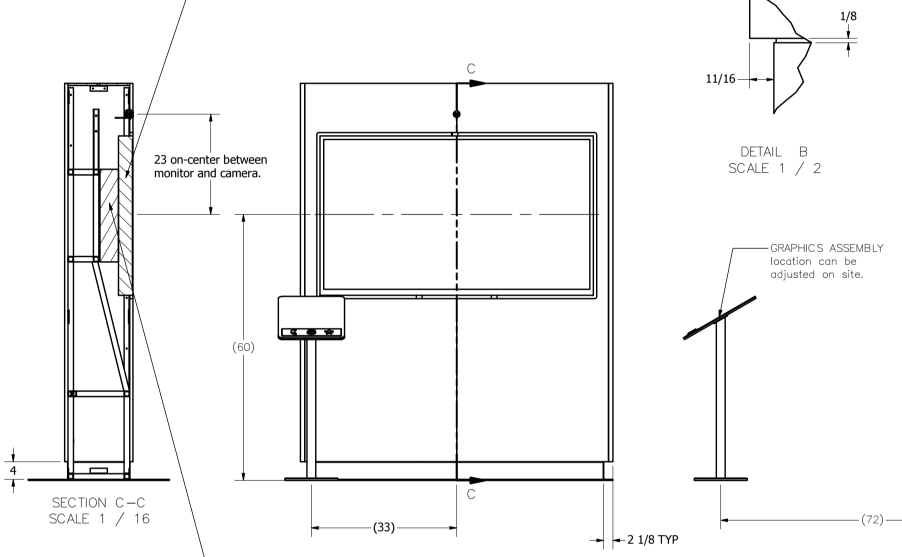 1/8
11/16
DETAIL B
SCALE 1 / 2
C
23 on-center between
monitor and camera.
GRAPHICS ASSEMBLY
location can be
adjusted on site.
(60)
4
SECTION C-C
SCALE 1 / 16
C
(33)
2 1/8 TYP
(72)